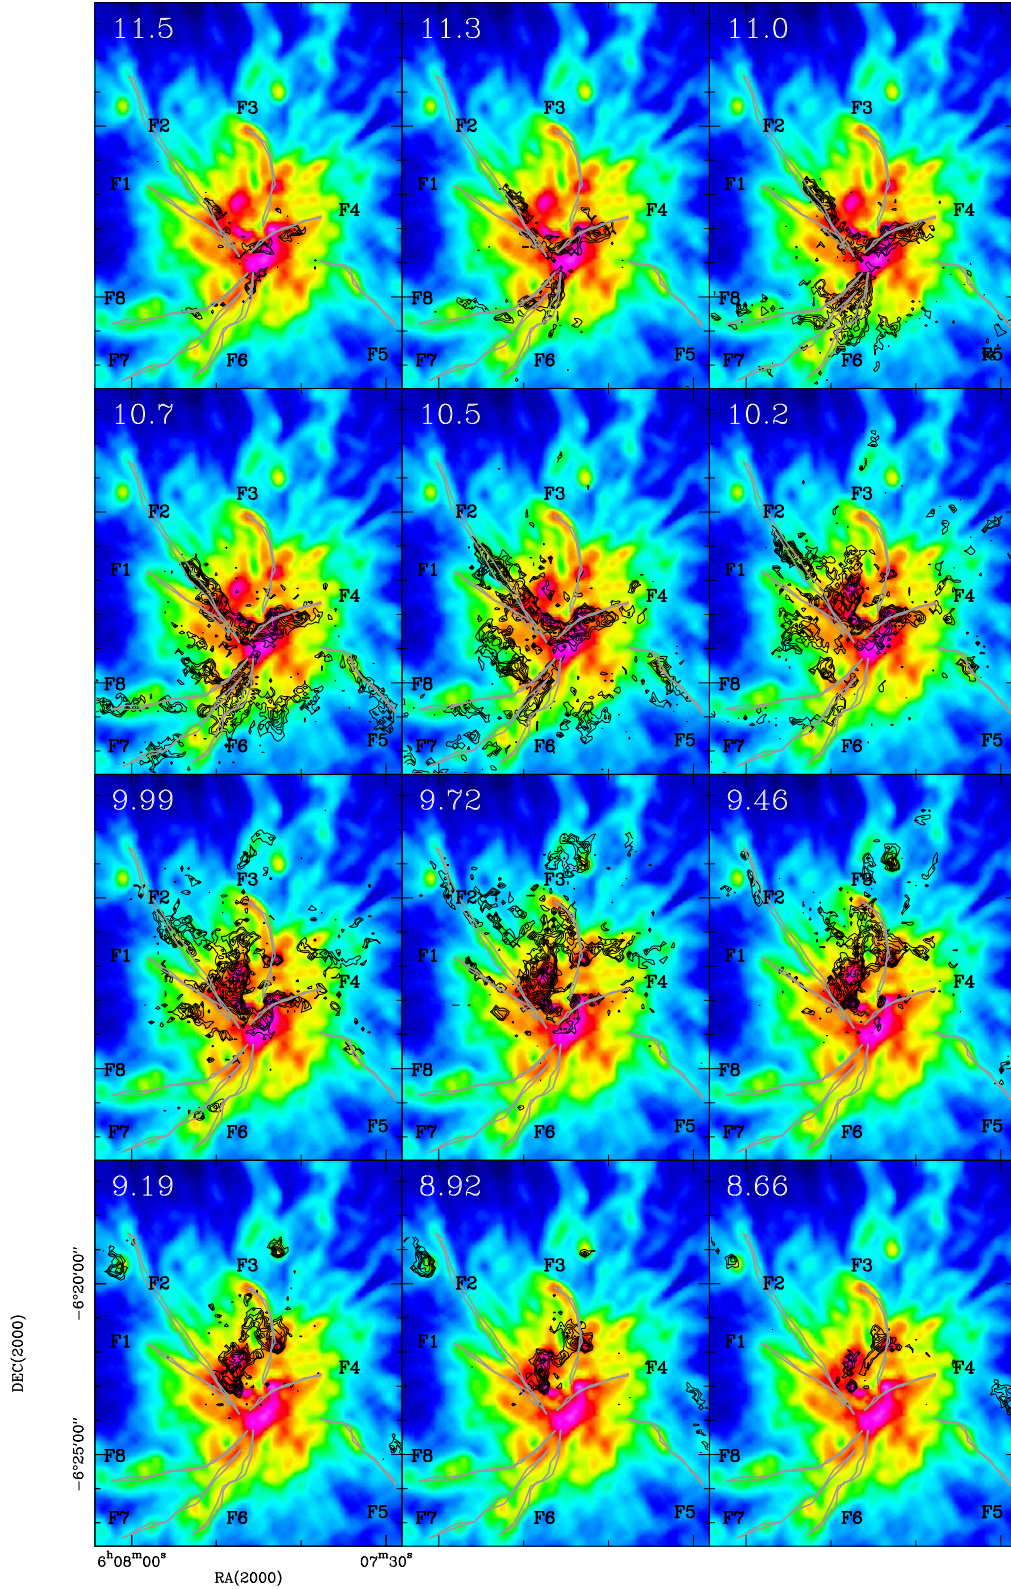 11.5 11.3 11.0
F3 F3 F3
F2 F2 F2
F1 F1 F1
F4 F4 F4
F8 F8 F8
F7 F6 F5 F7 F6 F5 F7 F6 F5
10.7 10.5 10.2
F3 F3 F3
F2 F2 F2
F1 F1 F1
F4 F4 F4
F8 F8 F8
F7 F6 F5 F7 F6 F5 F7 F6 F5
9.99 9.72 9.46
F3 F3 F3
F2 F2 F2
F1 F1 F1
F4 F4 F4
F8 F8 F8
F7 F6 F5 F7 F6 F5 F7 F6 F5
9.19 8.92 8.66
F3 F3 F3
F2 F2 F2
F1 F1 F1
F4 F4 F4
F8 F8 F8
F7 F6 F5 F7 F6 F5 F7 F6 F5
−6°20′00″
−6°25′00″
DEC(2000)
6ʰ08ᵐ00ˢ 07ᵐ30ˢ
RA(2000)